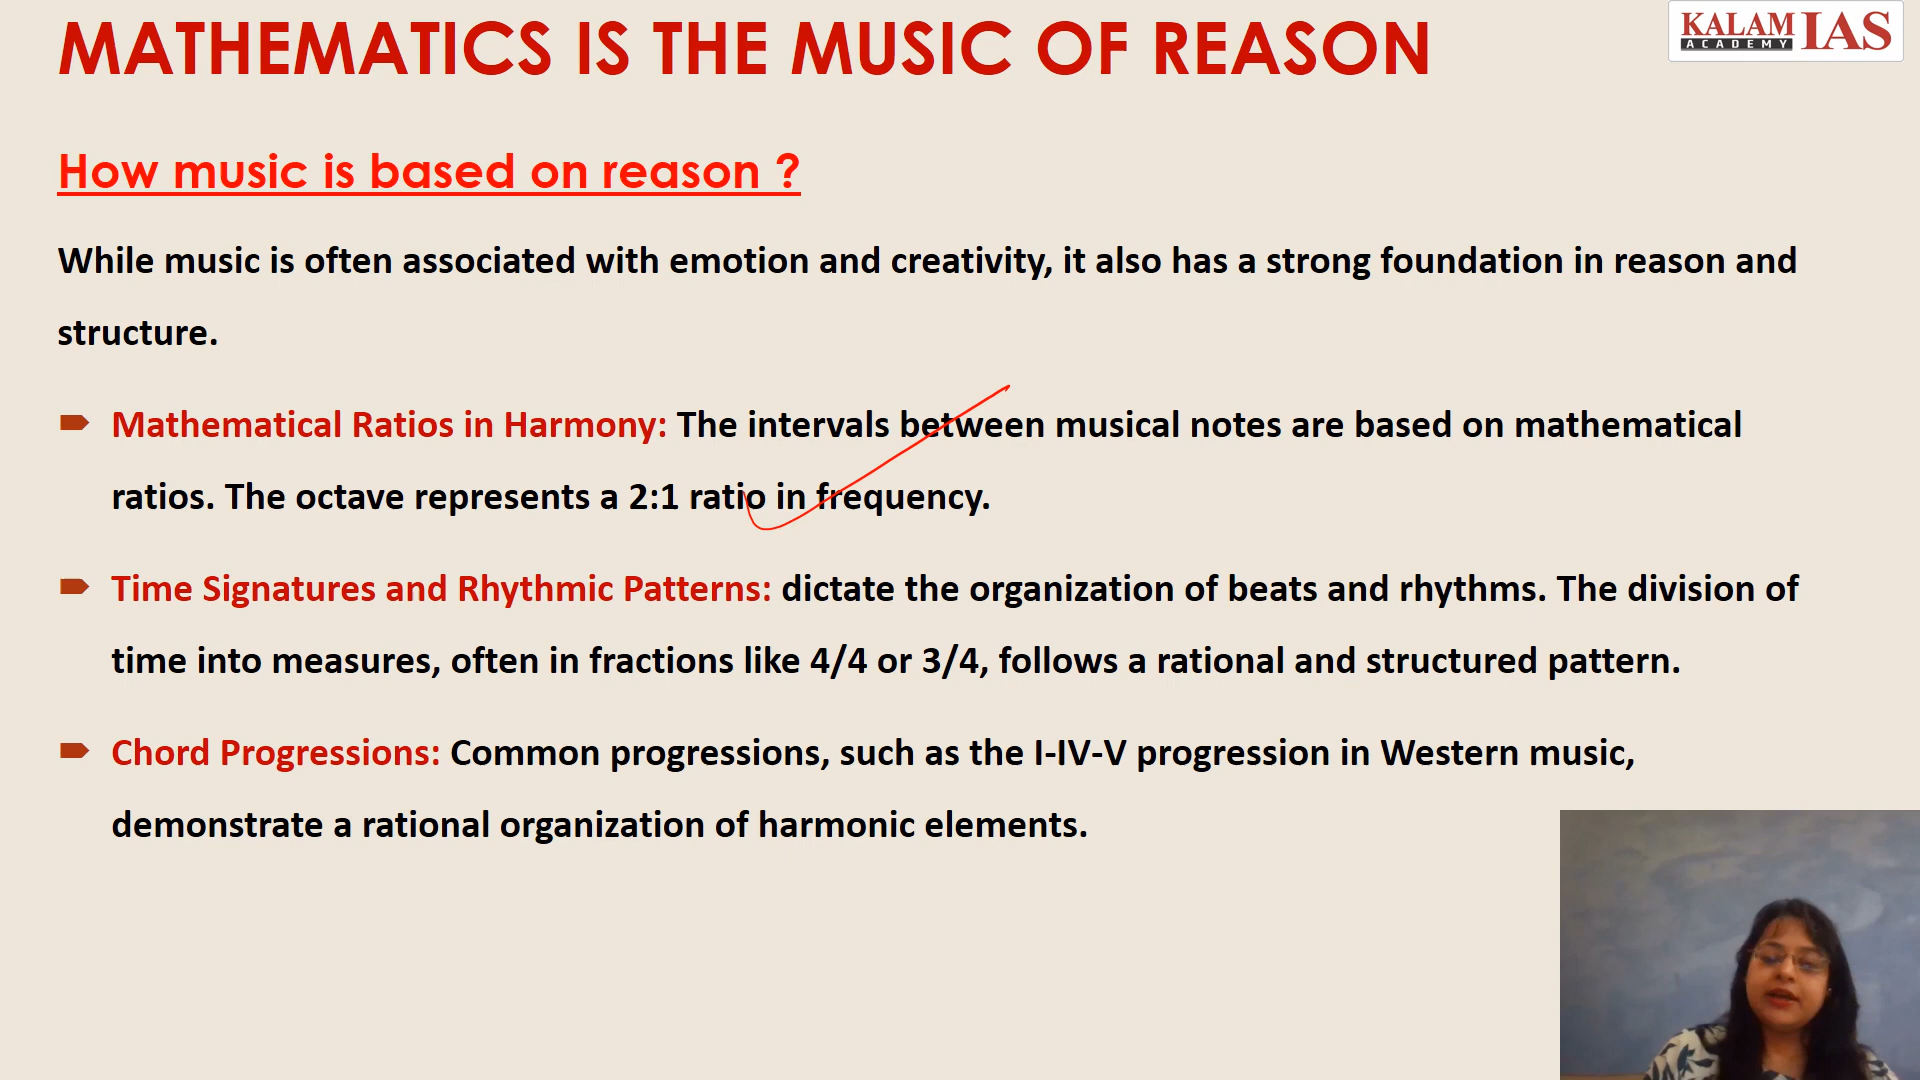 MATHEMATICS IS THE MUSIC OF REASON
KALAM IAS
ACADEMY
How music is based on reason ?
While music is often associated with emotion and creativity, it also has a strong foundation in reason and
structure.
Mathematical Ratios in Harmony: The intervals between musical notes are based on mathematical
ratios. The octave represents a 2:1 ratio in frequency.
Time Signatures and Rhythmic Patterns: dictate the organization of beats and rhythms. The division of
time into measures, often in fractions like 4/4 or 3/4, follows a rational and structured pattern.
Chord Progressions: Common progressions, such as the I-IV-V progression in Western music,
demonstrate a rational organization of harmonic elements.